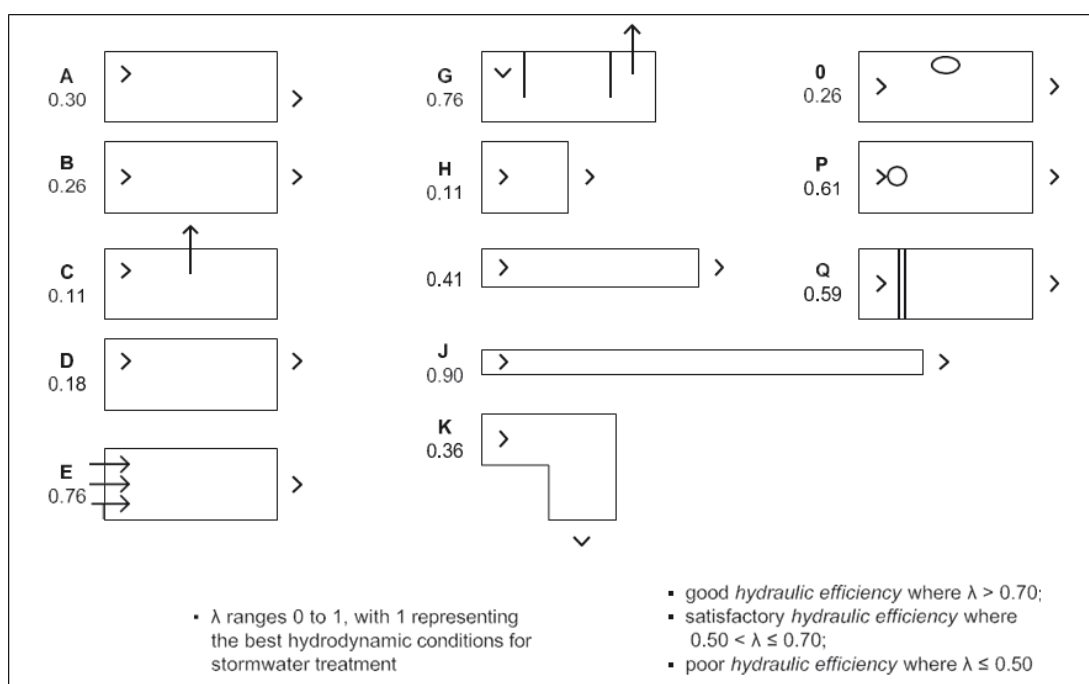 A
0.30
B
0.26
C
0.11
D
0.18
E
0.76
G
0.76
H
0.11
0.41
J
0.90
K
0.36
0
0.26
P
0.61
Q
0.59
▪ λ ranges 0 to 1, with 1 representing
the best hydrodynamic conditions for
stormwater treatment
▪ good hydraulic efficiency where λ > 0.70;
▪ satisfactory hydraulic efficiency where
0.50 < λ ≤ 0.70;
▪ poor hydraulic efficiency where λ ≤ 0.50